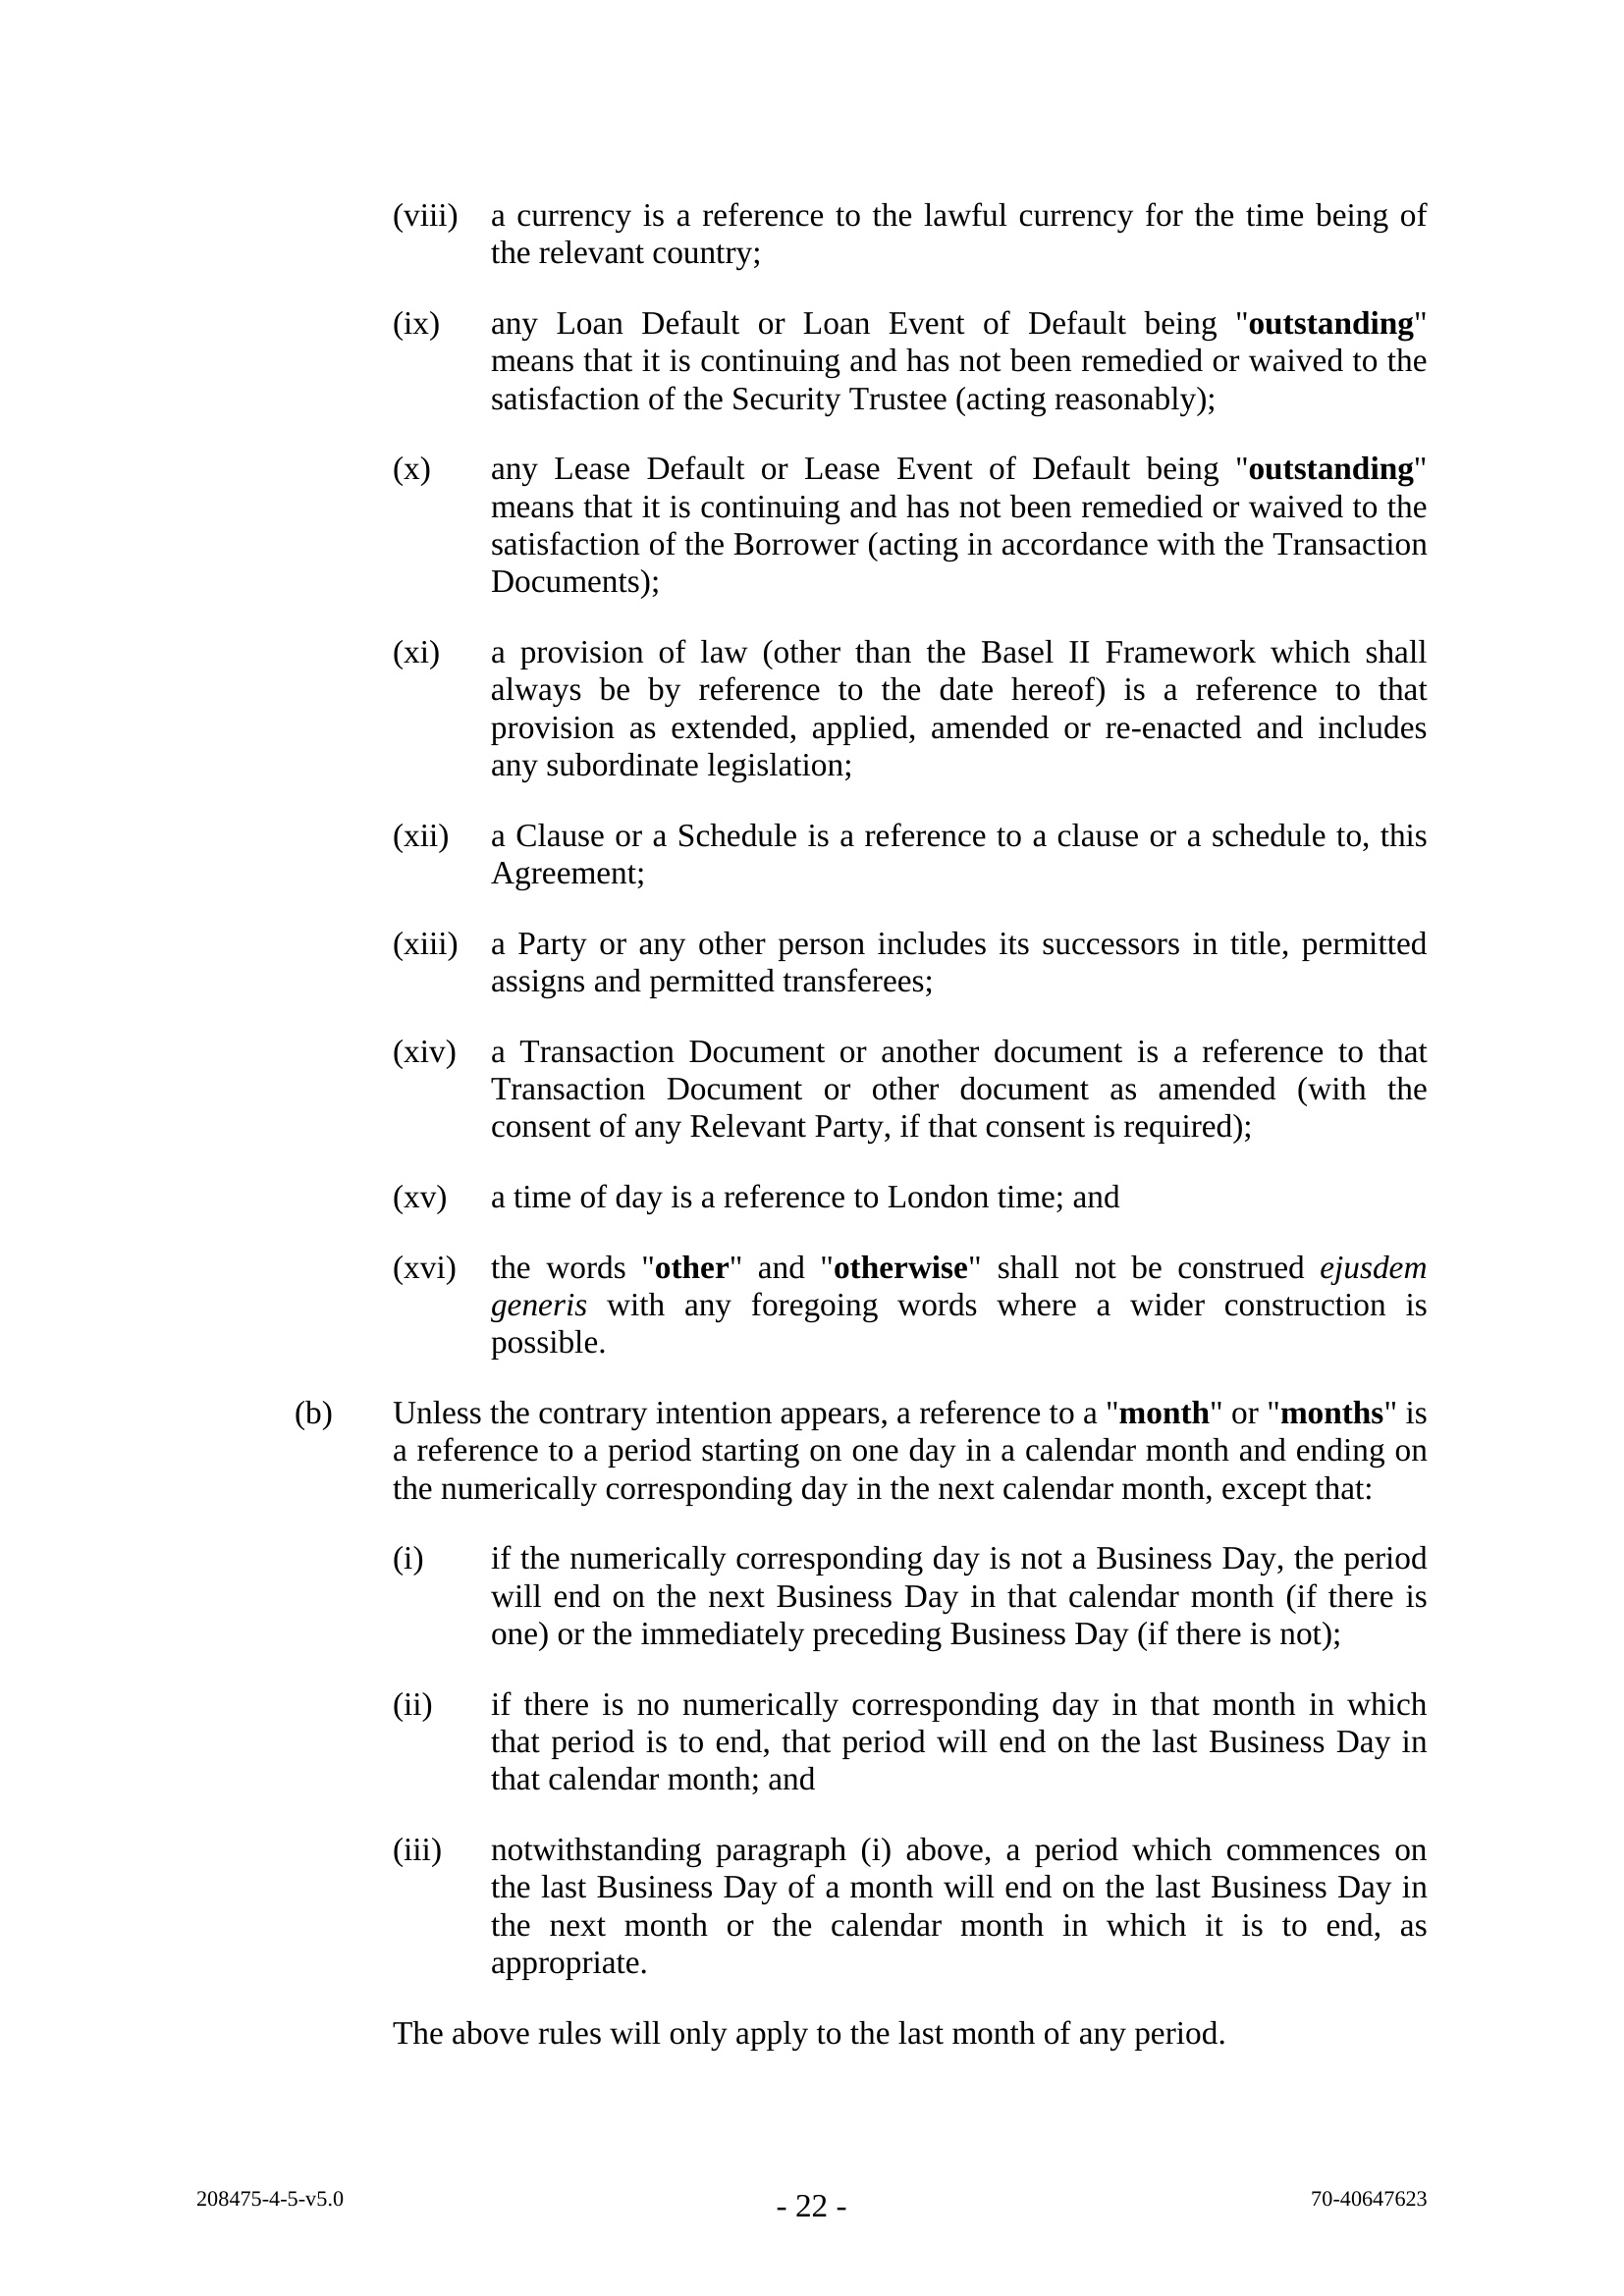 (viii) a currency is a reference to the lawful currency for the time being of
the relevant country;
(ix) any Loan Default or Loan Event of Default being "outstanding"
means that it is continuing and has not been remedied or waived to the
satisfaction of the Security Trustee (acting reasonably);
(x) any Lease Default or Lease Event of Default being "outstanding"
means that it is continuing and has not been remedied or waived to the
satisfaction of the Borrower (acting in accordance with the Transaction
Documents);
(xi) a provision of law (other than the Basel II Framework which shall
always be by reference to the date hereof) is a reference to that
provision as extended, applied, amended or re-enacted and includes
any subordinate legislation;
(xii) a Clause or a Schedule is a reference to a clause or a schedule to, this
Agreement;
(xiii) a Party or any other person includes its successors in title, permitted
assigns and permitted transferees;
(xiv) a Transaction Document or another document is a reference to that
Transaction Document or other document as amended (with the
consent of any Relevant Party, if that consent is required);
(xv) a time of day is a reference to London time; and
(xvi) the words "other" and "otherwise" shall not be construed ejusdem
generis with any foregoing words where a wider construction is
possible.
(b) Unless the contrary intention appears, a reference to a "month" or "months" is
a reference to a period starting on one day in a calendar month and ending on
the numerically corresponding day in the next calendar month, except that:
(i) if the numerically corresponding day is not a Business Day, the period
will end on the next Business Day in that calendar month (if there is
one) or the immediately preceding Business Day (if there is not);
(ii) if there is no numerically corresponding day in that month in which
that period is to end, that period will end on the last Business Day in
that calendar month; and
(iii) notwithstanding paragraph (i) above, a period which commences on
the last Business Day of a month will end on the last Business Day in
the next month or the calendar month in which it is to end, as
appropriate.
The above rules will only apply to the last month of any period.
208475-4-5-v5.0 - 22 - 70-40647623